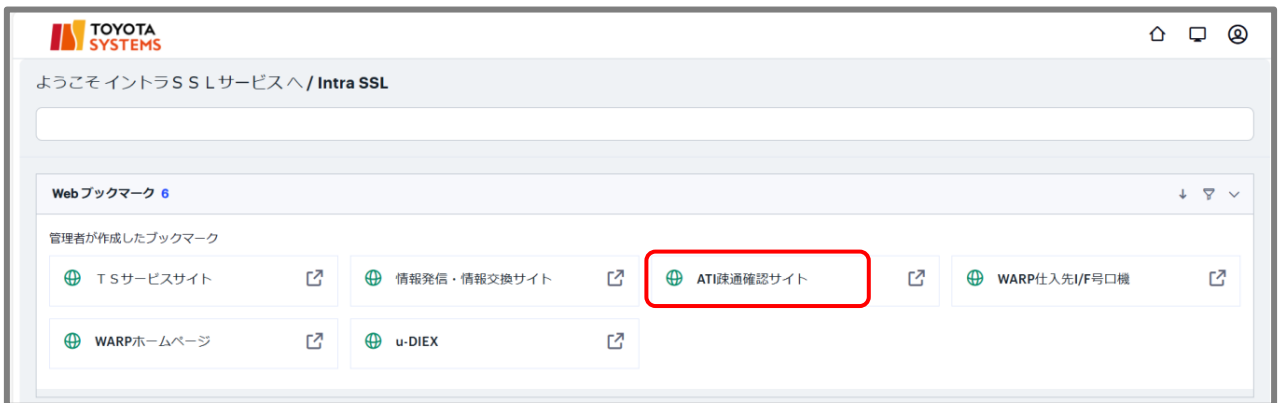 TOYOTA
SYSTEMS
ようこそ イントラＳＳＬサービス へ / Intra SSL
Web ブックマーク 6
管理者が作成したブックマーク
ＴＳサービスサイト
情報発信・情報交換サイト
ATI疎通確認サイト
WARP仕入先I/F号口機
WARPホームページ
u-DIEX